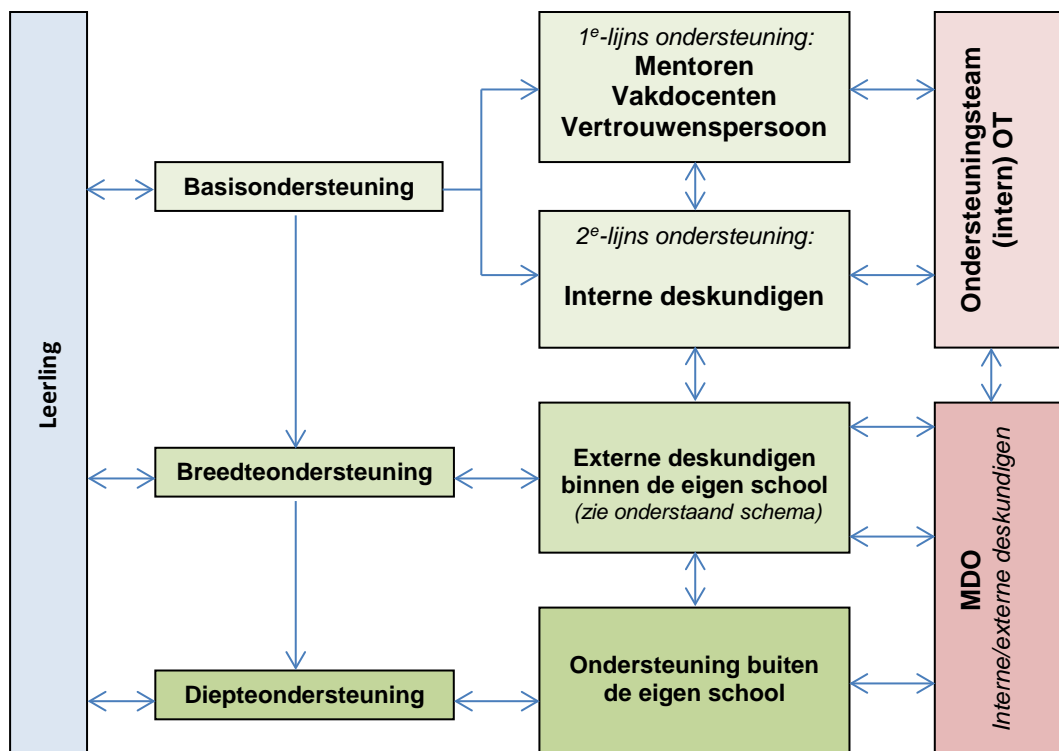 Leerling
Basisondersteuning
Breedteondersteuning
Diepteondersteuning
1e-lijns ondersteuning:
Mentoren
Vakdocenten
Vertrouwenspersoon
2e-lijns ondersteuning:
Interne deskundigen
Externe deskundigen
binnen de eigen school
(zie onderstaand schema)
Ondersteuning buiten
de eigen school
Ondersteuningsteam
(intern) OT
MDO
Interne/externe deskundigen